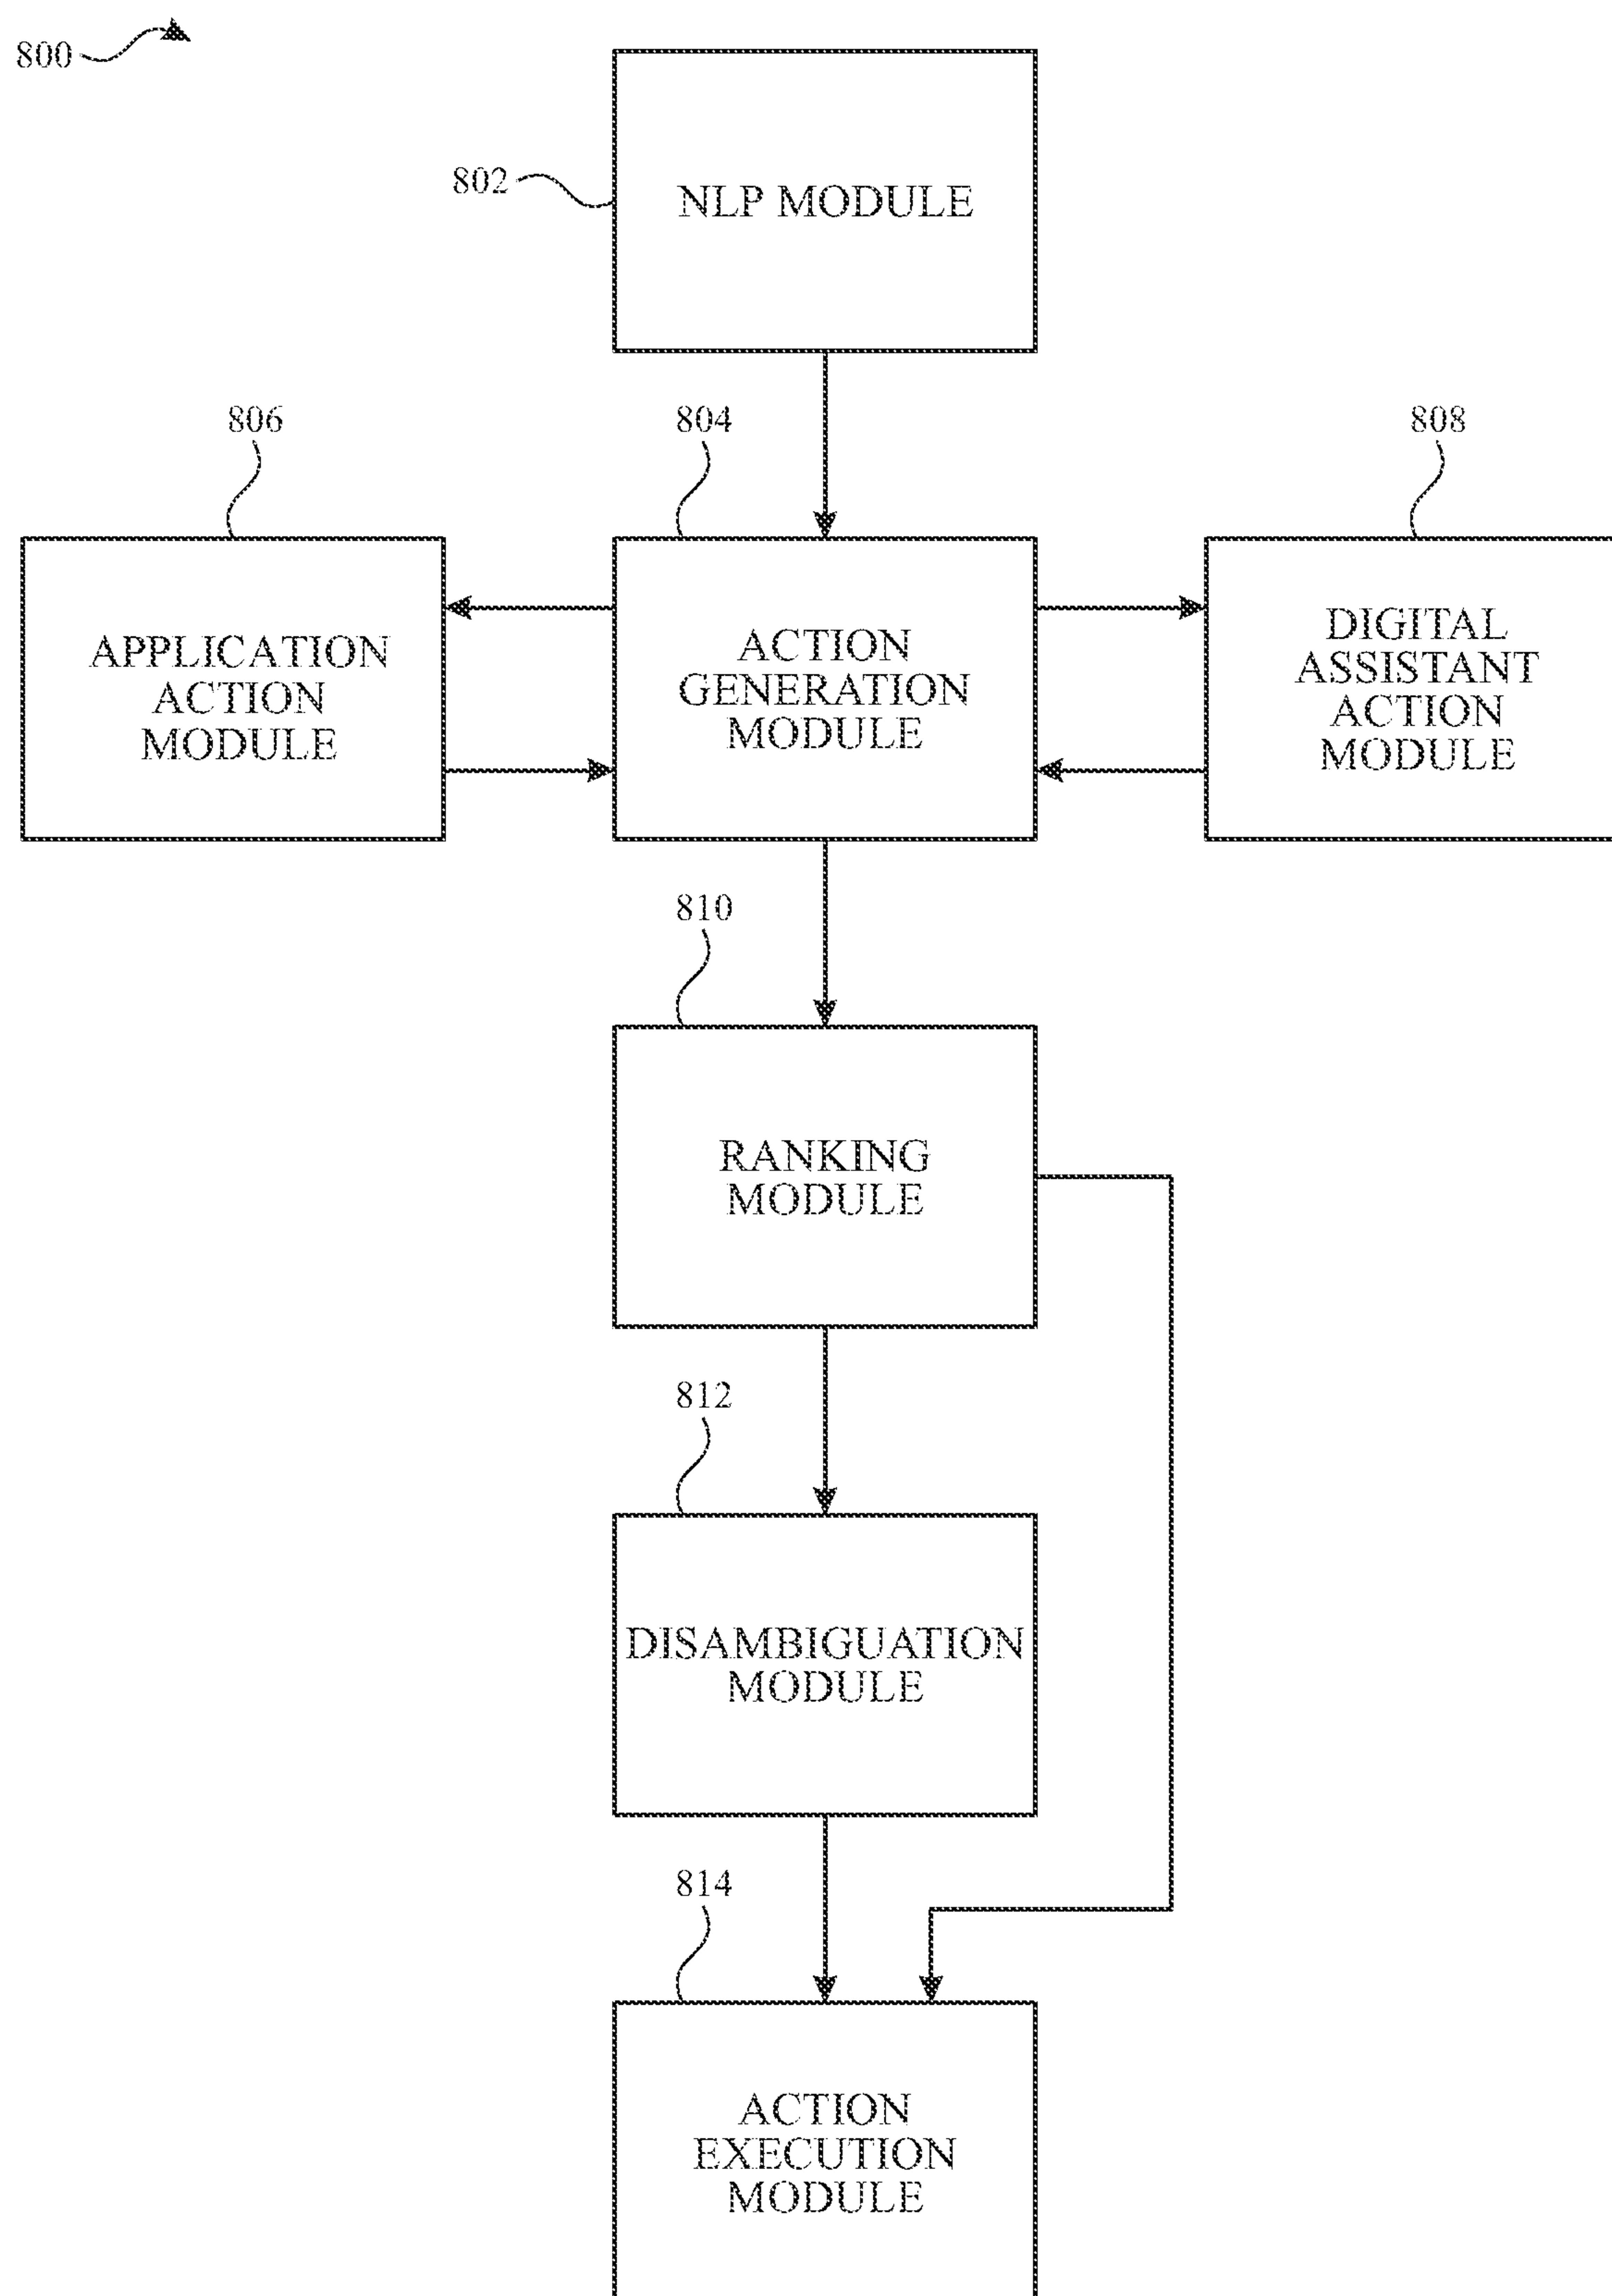 800
802
NLP MODULE
806
804
808
APPLICATION
ACTION
MODULE
ACTION
GENERATION
MODULE
DIGITAL
ASSISTANT
ACTION
MODULE
810
RANKING
MODULE
812
DISAMBIGUATION
MODULE
814
ACTION
EXECUTION
MODULE